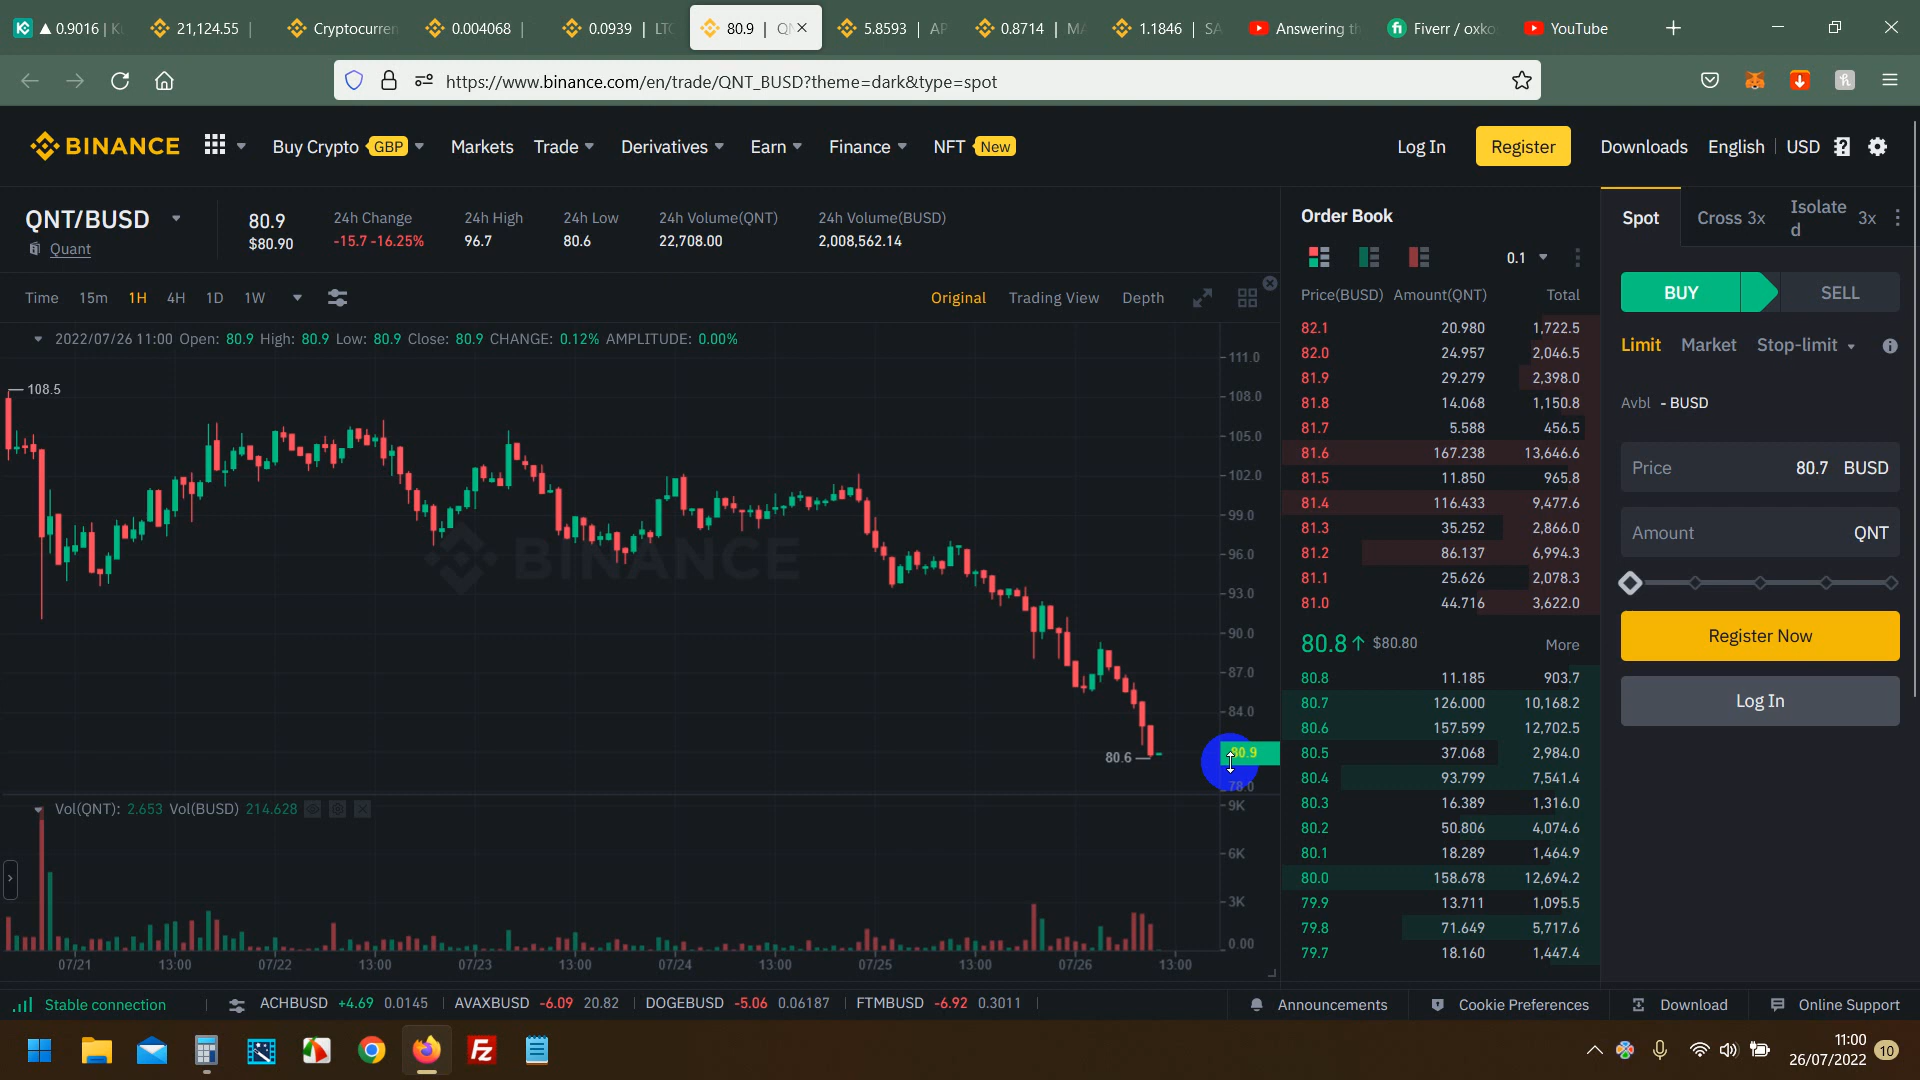 ▲ 0.9016 | K
21,124.55 |
Cryptocurren
0.004068 |
0.0939 | LTC
80.9 | QN
5.8593 | AP
0.8714 | MA
1.1846 | SA
Answering th
Fiverr / oxko
YouTube
https://www.binance.com/en/trade/QNT_BUSD?theme=dark&type=spot
BINANCE
Buy Crypto GBP
Markets
Trade
Derivatives
Earn
Finance
NFT New
Log In
Register
Downloads
English
USD
QNT/BUSD
Quant
80.9
$80.90
24h Change
-15.7 -16.25%
24h High
96.7
24h Low
80.6
24h Volume(QNT)
22,708.00
24h Volume(BUSD)
2,008,562.14
Time 15m 1H 4H 1D 1W
Original Trading View Depth
2022/07/26 11:00 Open: 80.9 High: 80.9 Low: 80.9 Close: 80.9 CHANGE: 0.12% AMPLITUDE: 0.00%
108.5
BINANCE
80.6
111.0
108.0
105.0
102.0
99.0
96.0
93.0
90.0
87.0
84.0
80.9
78.0
Vol(QNT): 2.653 Vol(BUSD) 214.628
9K
6K
3K
0.00
07/21 13:00 07/22 13:00 07/23 13:00 07/24 13:00 07/25 13:00 07/26 13:00
Order Book
0.1
Price(BUSD) Amount(QNT) Total
82.1 20.980 1,722.5
82.0 24.957 2,046.5
81.9 29.279 2,398.0
81.8 14.068 1,150.8
81.7 5.588 456.5
81.6 167.238 13,646.6
81.5 11.850 965.8
81.4 116.433 9,477.6
81.3 35.252 2,866.0
81.2 86.137 6,994.3
81.1 25.626 2,078.3
81.0 44.716 3,622.0
80.8↑ $80.80 More
80.8 11.185 903.7
80.7 126.000 10,168.2
80.6 157.599 12,702.5
80.5 37.068 2,984.0
80.4 93.799 7,541.4
80.3 16.389 1,316.0
80.2 50.806 4,074.6
80.1 18.289 1,464.9
80.0 158.678 12,694.2
79.9 13.711 1,095.5
79.8 71.649 5,717.6
79.7 18.160 1,447.4
Spot
Cross 3x
Isolate
d
3x
BUY
SELL
Limit Market Stop-limit
Avbl - BUSD
Price 80.7 BUSD
Amount QNT
Register Now
Log In
Stable connection
ACHBUSD +4.69 0.0145
AVAXBUSD -6.09 20.82
DOGEBUSD -5.06 0.06187
FTMBUSD -6.92 0.3011
Announcements
Cookie Preferences
Download
Online Support
11:00
26/07/2022
10